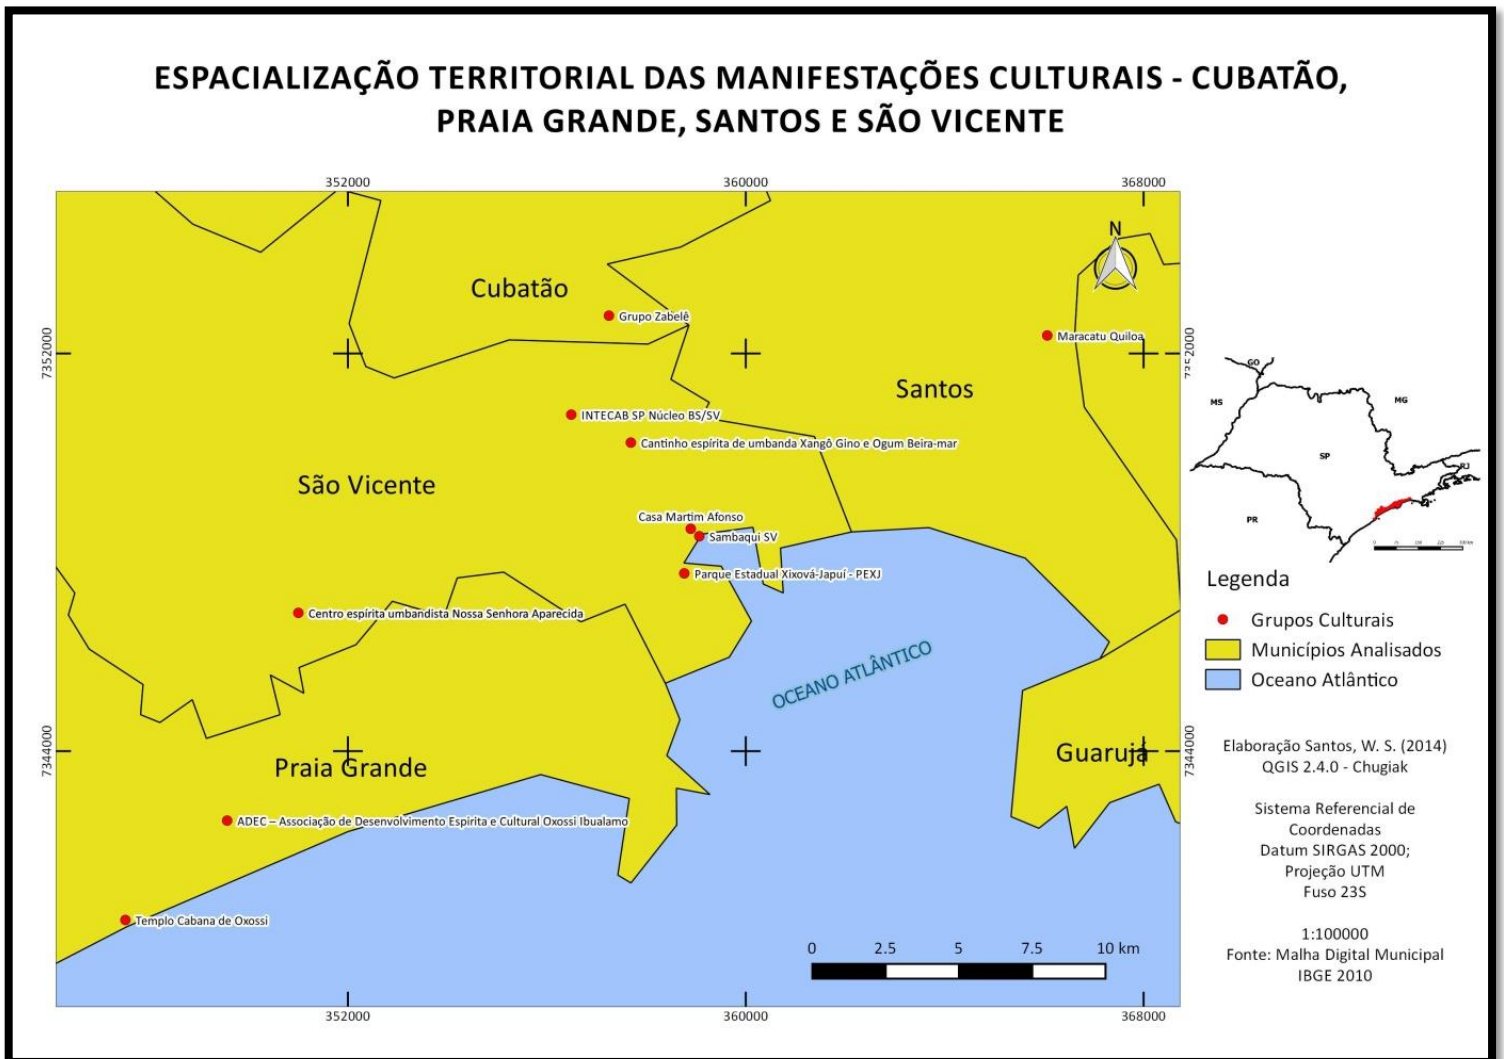 ESPACIALIZAÇÃO TERRITORIAL DAS MANIFESTAÇÕES CULTURAIS - CUBATÃO,
PRAIA GRANDE, SANTOS E SÃO VICENTE
352000
360000
368000
N
Cubatão
Grupo Zabelê
Maracatu Quiloa
7352000
7352000
Santos
INTECAB SP Núcleo BS/SV
Cantinho espírita de umbanda Xangô Gino e Ogum Beira-mar
São Vicente
Casa Martim Afonso
Sambaqui SV
Parque Estadual Xixová-Japuí - PEXJ
Centro espírita umbandista Nossa Senhora Aparecida
OCEANO ATLÂNTICO
7344000
7344000
Praia Grande
Guarujá
ADEC – Associação de Desenvolvimento Espírita e Cultural Oxossi Ibualamo
Templo Cabana de Oxossi
0 2.5 5 7.5 10 km
352000
360000
368000
GO
MS
MG
SP
RJ
PR
Legenda
Grupos Culturais
Municípios Analisados
Oceano Atlântico
Elaboração Santos, W. S. (2014)
QGIS 2.4.0 - Chugiak
Sistema Referencial de
Coordenadas
Datum SIRGAS 2000;
Projeção UTM
Fuso 23S
1:100000
Fonte: Malha Digital Municipal
IBGE 2010